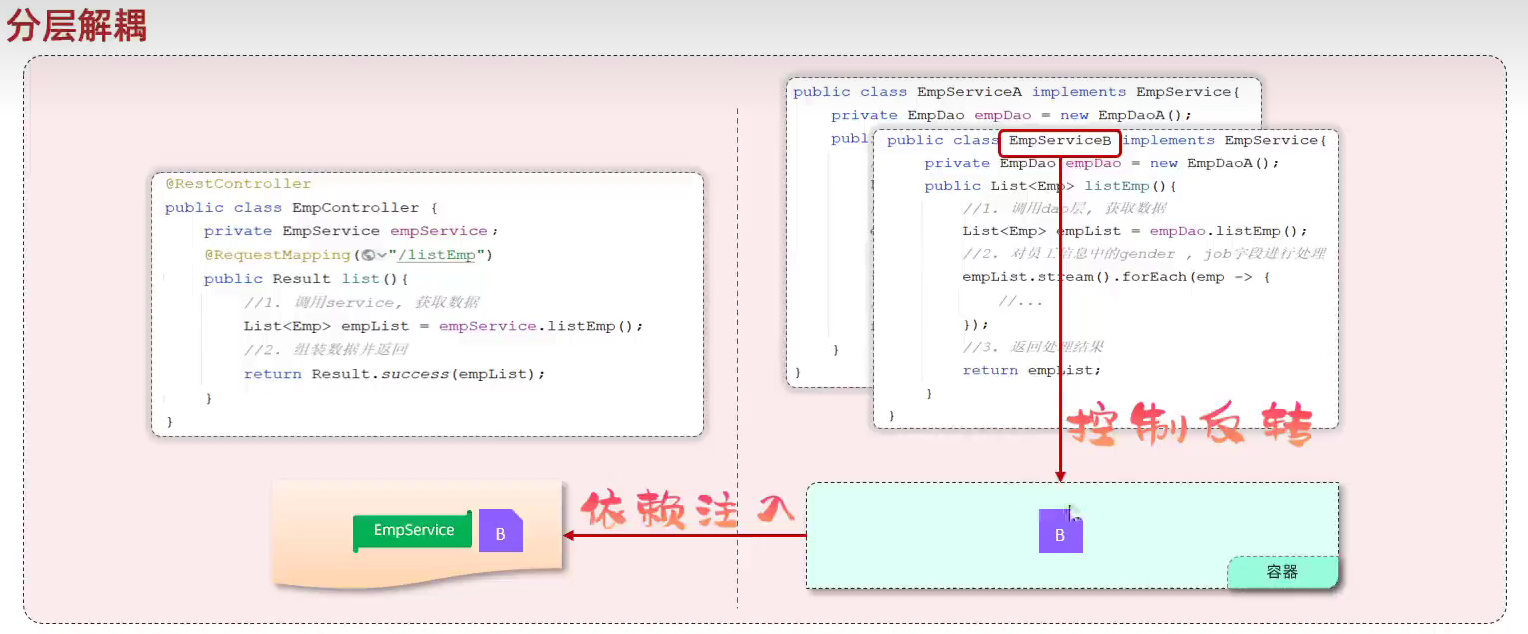 分层解耦
@RestController
public class EmpController {
private EmpService empService;
@RequestMapping("/listEmp")
public Result list(){
//1. 调用service, 获取数据
List<Emp> empList = empService.listEmp();
//2. 组装数据并返回
return Result.success(empList);
}
}
public class EmpServiceA implements EmpService{
private EmpDao empDao = new EmpDaoA();
publ
}
}
public class EmpServiceB implements EmpService{
private EmpDao empDao = new EmpDaoA();
public List<Emp> listEmp(){
//1. 调用dao层, 获取数据
List<Emp> empList = empDao.listEmp();
//2. 对员工信息中的gender , job字段进行处理
empList.stream().forEach(emp -> {
//...
});
//3. 返回处理结果
return empList;
}
}
控制反转
依赖注入
EmpService
B
B
容器